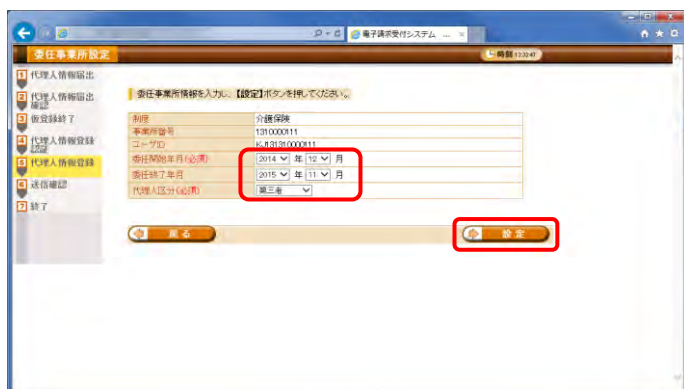 電子請求受付システム ...
委任事業所設定
時刻 13:33:47
1 代理人情報届出
2 代理人情報届出
確認
3 仮登録終了
4 代理人情報登録
認証
5 代理人情報登録
6 送信確認
7 終了
委任事業所情報を入力し、【設定】ボタンを押してください。
制度 介護保険
事業所番号 1310000111
ユーザID KJ131310000111
委任開始年月(必須) 2014 年 12 月
委任終了年月 2015 年 11 月
代理人区分(必須) 第三者
戻る 設定